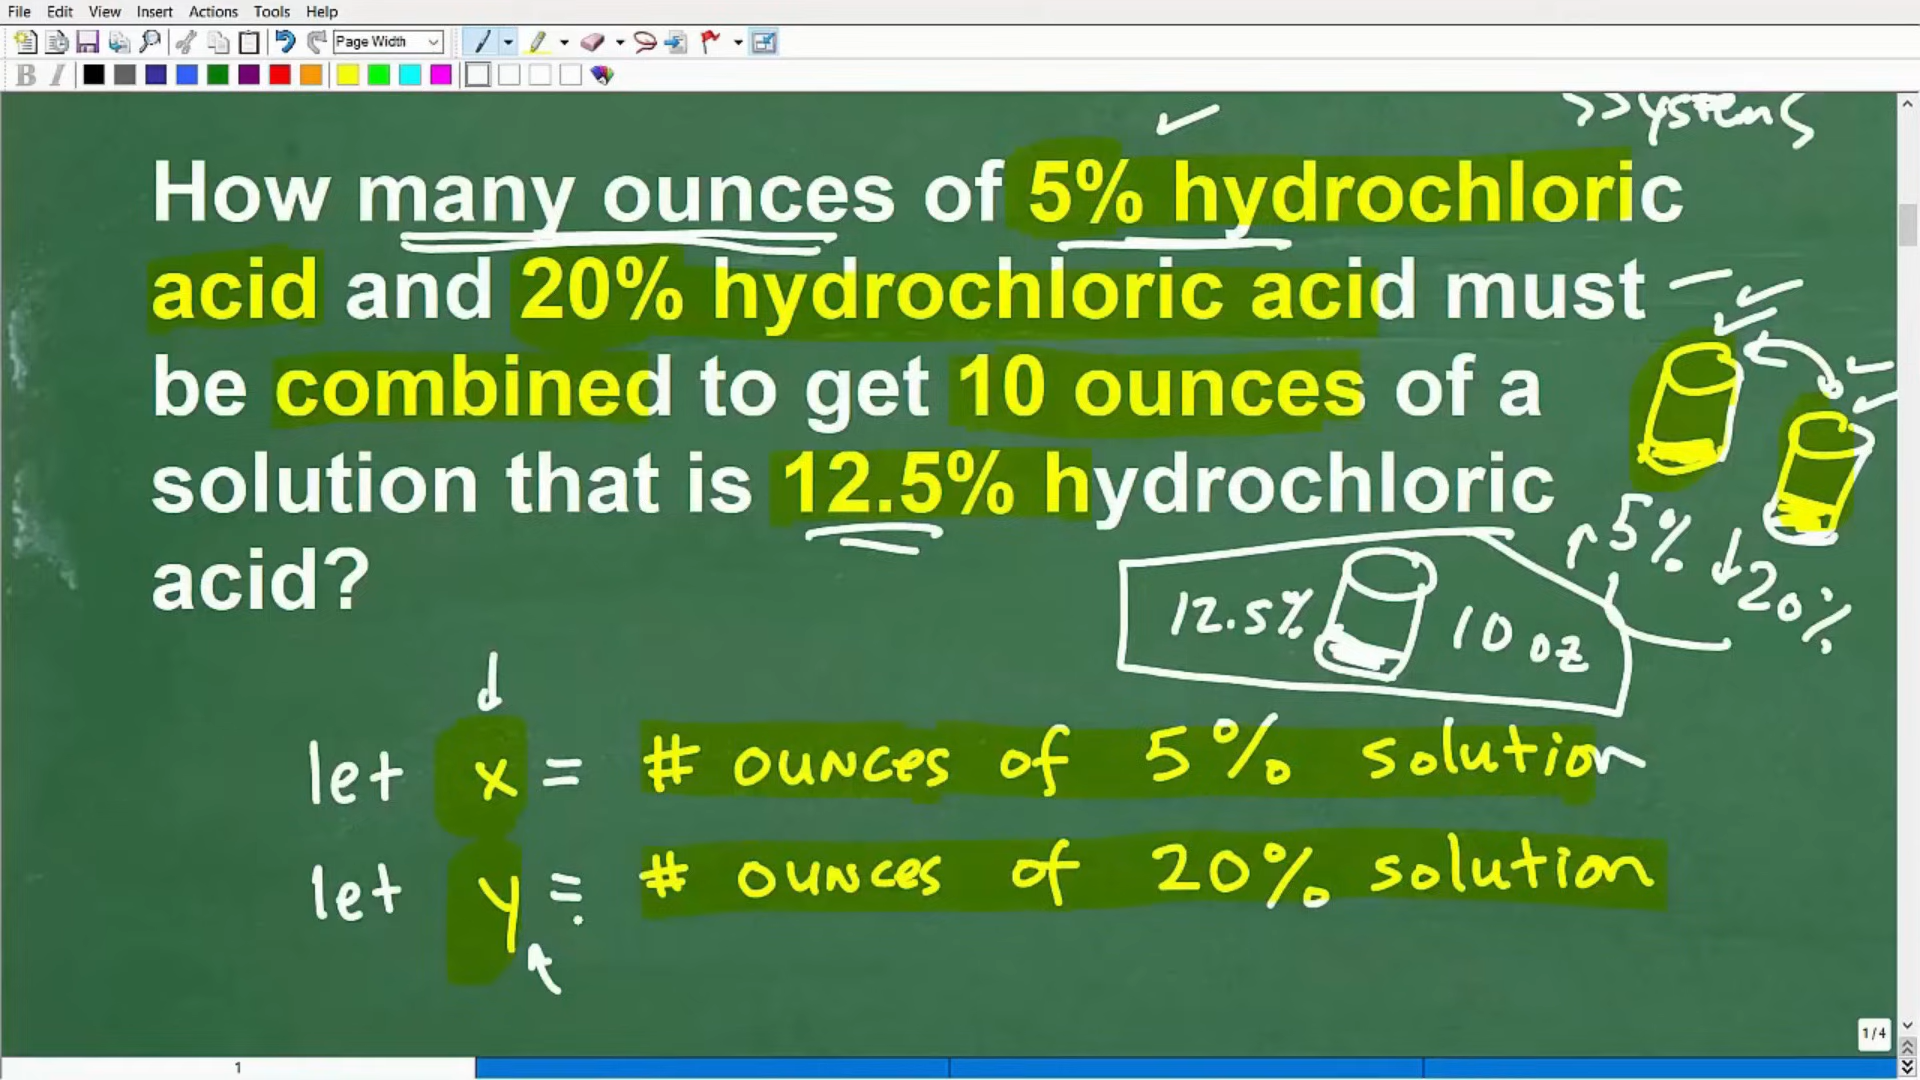 File Edit View Insert Actions Tools Help
Page Width
B I
systems
How many ounces of 5% hydrochloric
acid and 20% hydrochloric acid must
be combined to get 10 ounces of a
solution that is 12.5% hydrochloric
acid?
5%
20%
12.5% 10 oz
let x = # ounces of 5% solution
let y = # ounces of 20% solution
1/4
1